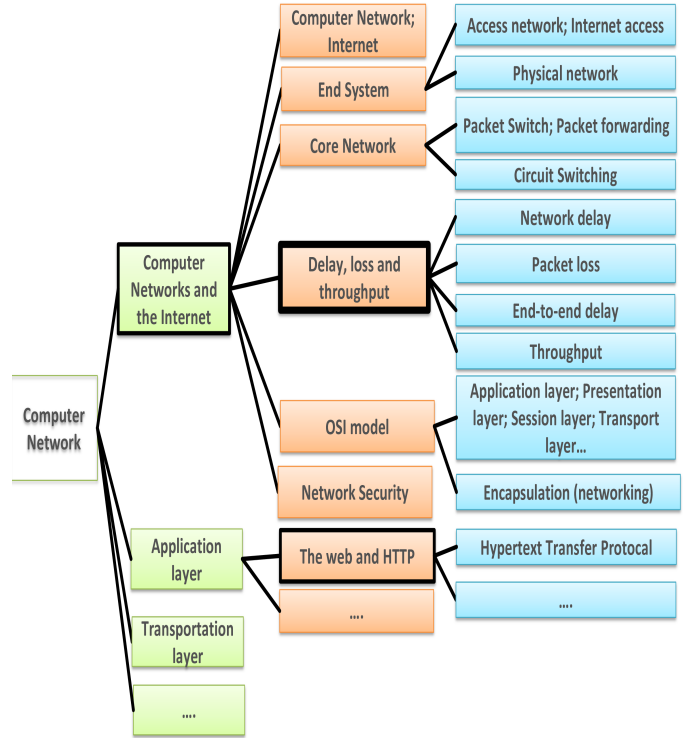 Computer Network;
Internet
Access network; Internet access
End System
Physical network
Core Network
Packet Switch; Packet forwarding
Circuit Switching
Computer
Networks and
the Internet
Delay, loss and
throughput
Network delay
Packet loss
End-to-end delay
Throughput
Computer
Network
OSI model
Application layer; Presentation
layer; Session layer; Transport
layer...
Encapsulation (networking)
Network Security
Application
layer
The web and HTTP
Hypertext Transfer Protocal
....
....
Transportation
layer
....